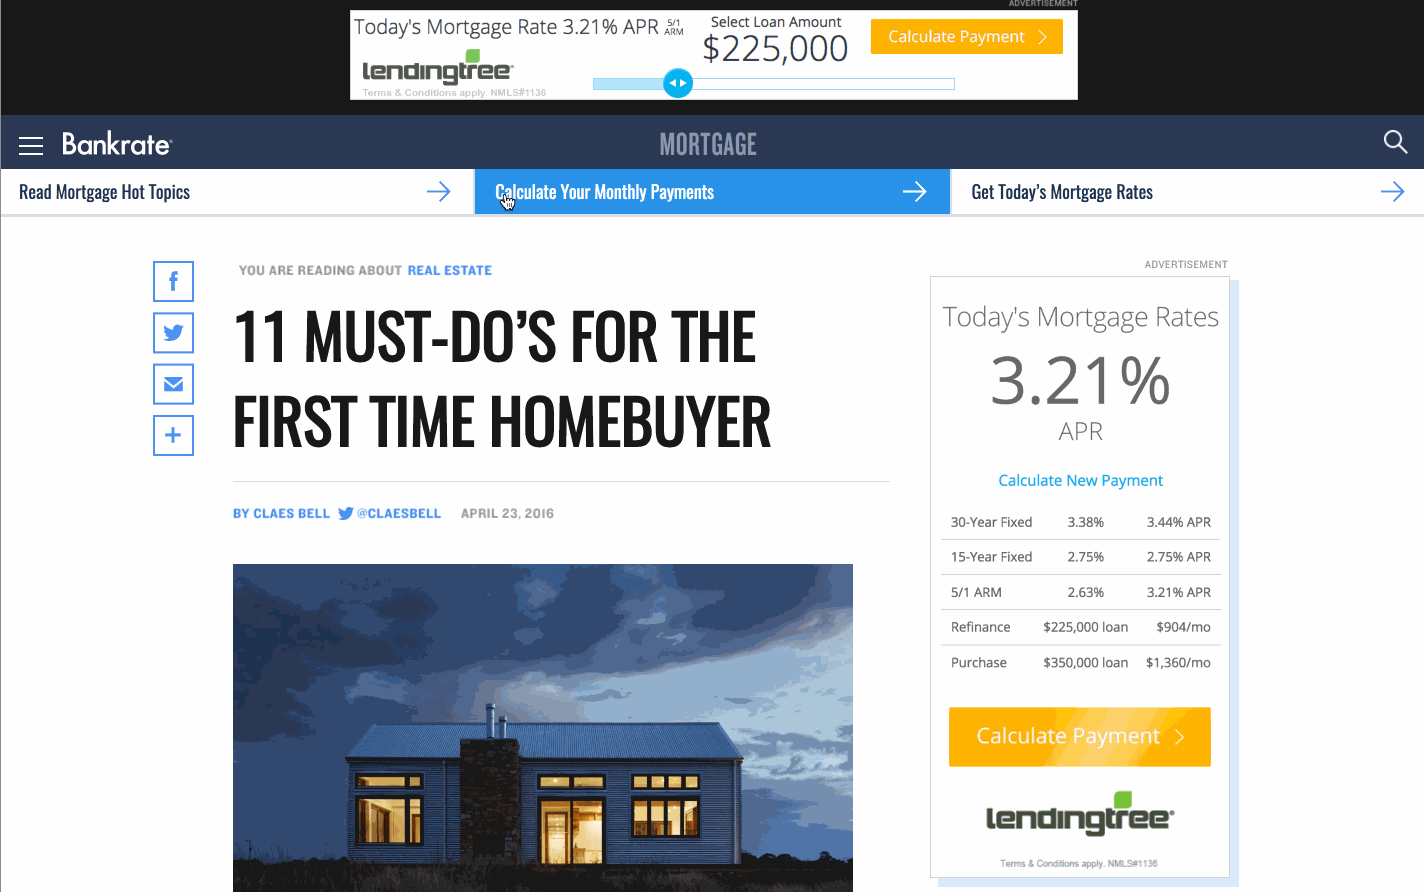 ADVERTISEMENT
Today's Mortgage Rate 3.21% APR 5/1 ARM
Select Loan Amount
$225,000
Calculate Payment
lendingtree
Terms & Conditions apply. NMLS#1136
Bankrate
MORTGAGE
Read Mortgage Hot Topics
Calculate Your Monthly Payments
Get Today’s Mortgage Rates
YOU ARE READING ABOUT REAL ESTATE
11 MUST-DO’S FOR THE
FIRST TIME HOMEBUYER
BY CLAES BELL @CLAESBELL APRIL 23, 2016
ADVERTISEMENT
Today's Mortgage Rates
3.21%
APR
Calculate New Payment
30-Year Fixed 3.38% 3.44% APR
15-Year Fixed 2.75% 2.75% APR
5/1 ARM 2.63% 3.21% APR
Refinance $225,000 loan $904/mo
Purchase $350,000 loan $1,360/mo
Calculate Payment
lendingtree
Terms & Conditions apply. NMLS#1136